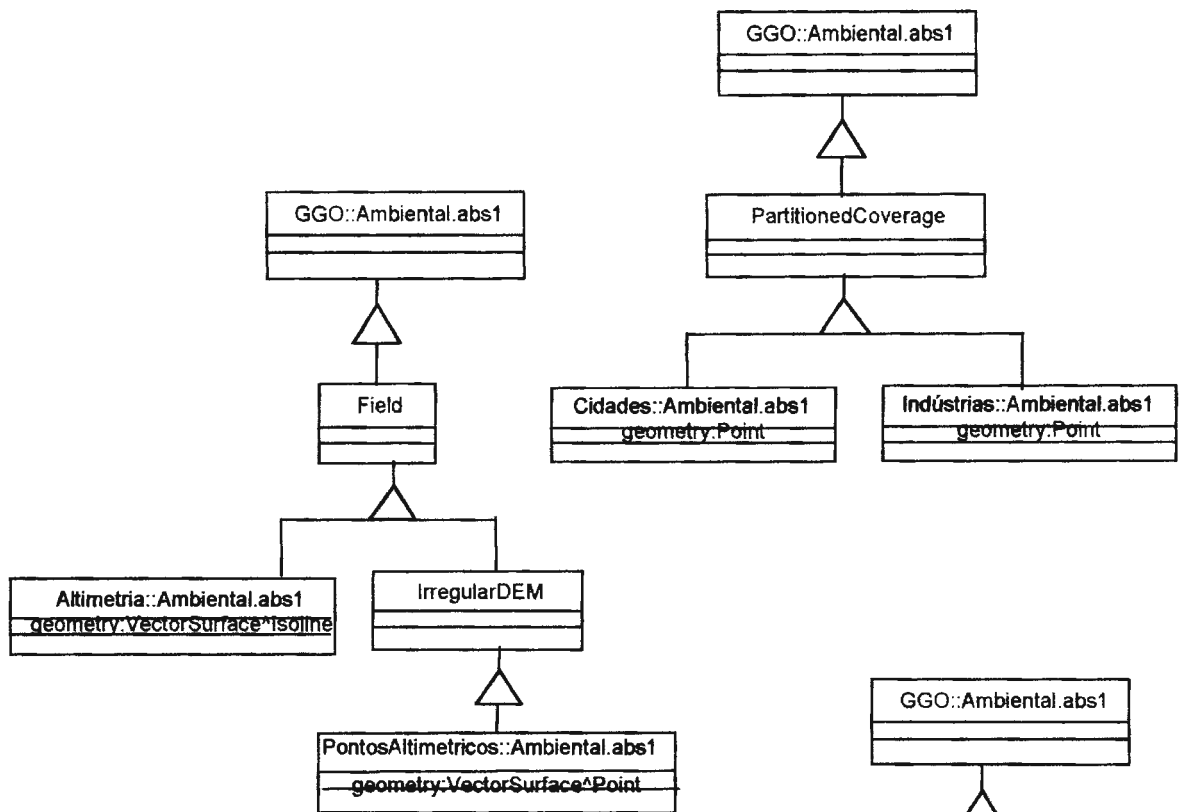 GGO::Ambiental.abs1
PartitionedCoverage
Cidades::Ambiental.abs1
geometry:Point
Indústrias::Ambiental.abs1
geometry:Point
GGO::Ambiental.abs1
Field
Altimetria::Ambiental.abs1
geometry:VectorSurface^Isoline
IrregularDEM
PontosAltimetricos::Ambiental.abs1
geometry:VectorSurface^Point
GGO::Ambiental.abs1